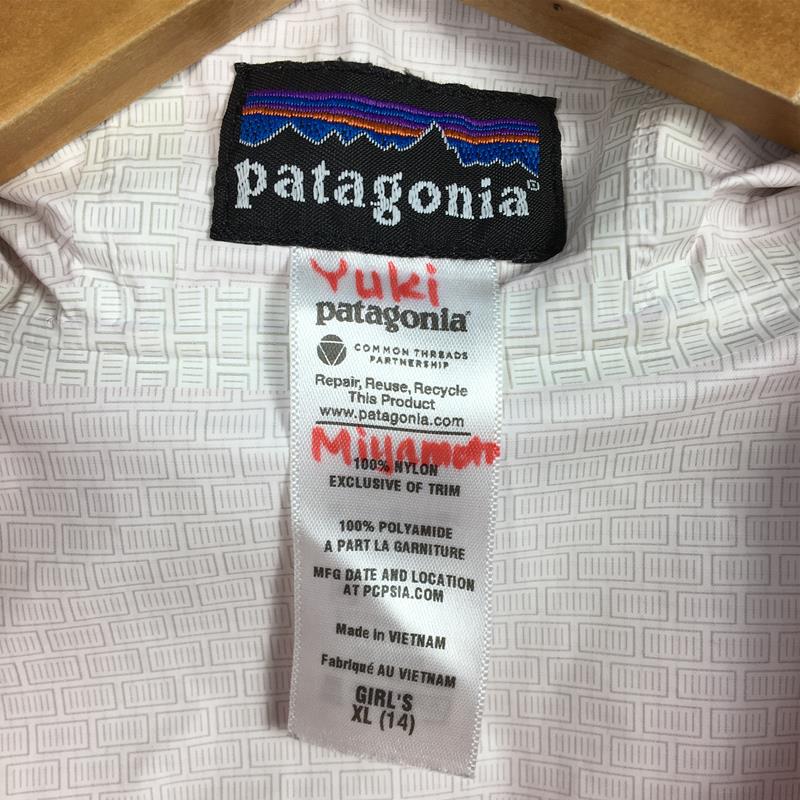 patagonia
Yuki
patagonia
COMMON THREADS
PARTNERSHIP
Repair, Reuse, Recycle
This Product
www.patagonia.com
Miyamoto
100% NYLON
EXCLUSIVE OF TRIM
100% POLYAMIDE
A PART LA GARNITURE
MFG DATE AND LOCATION
AT PCPSIA.COM
Made in VIETNAM
Fabriqué AU VIETNAM
GIRL'S
XL (14)